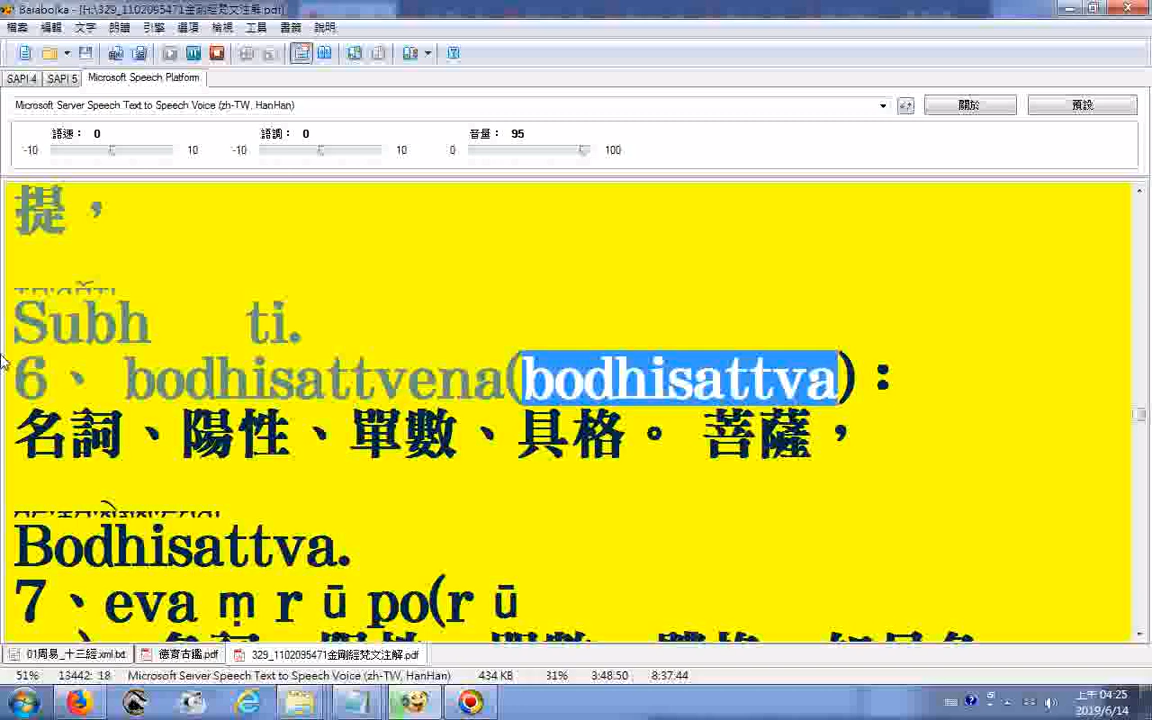 Balabolka - [H:\329_1102095471金剛經梵文注解.pdf]
檔案 編輯 文字 朗讀 引擎 選項 檢視 工具 書籤 說明
SAPI 4 SAPI 5 Microsoft Speech Platform
Microsoft Server Speech Text to Speech Voice (zh-TW, HanHan) 關於 預設
語速： 0 語調： 0 音量： 95
-10 10 -10 10 0 100
提，
Subh ti.
6、 bodhisattvena(bodhisattva)：
名詞、陽性、單數、具格。 菩薩，
Bodhisattva.
7、eva ṃ r ū po(r ū
01周易_十三經.xml.txt 德育古鑑.pdf 329_1102095471金剛經梵文注解.pdf
51% 13442: 18 Microsoft Server Speech Text to Speech Voice (zh-TW, HanHan) 434 KB 31% 3:48:50 8:37:44
上午 04:25
2019/6/14